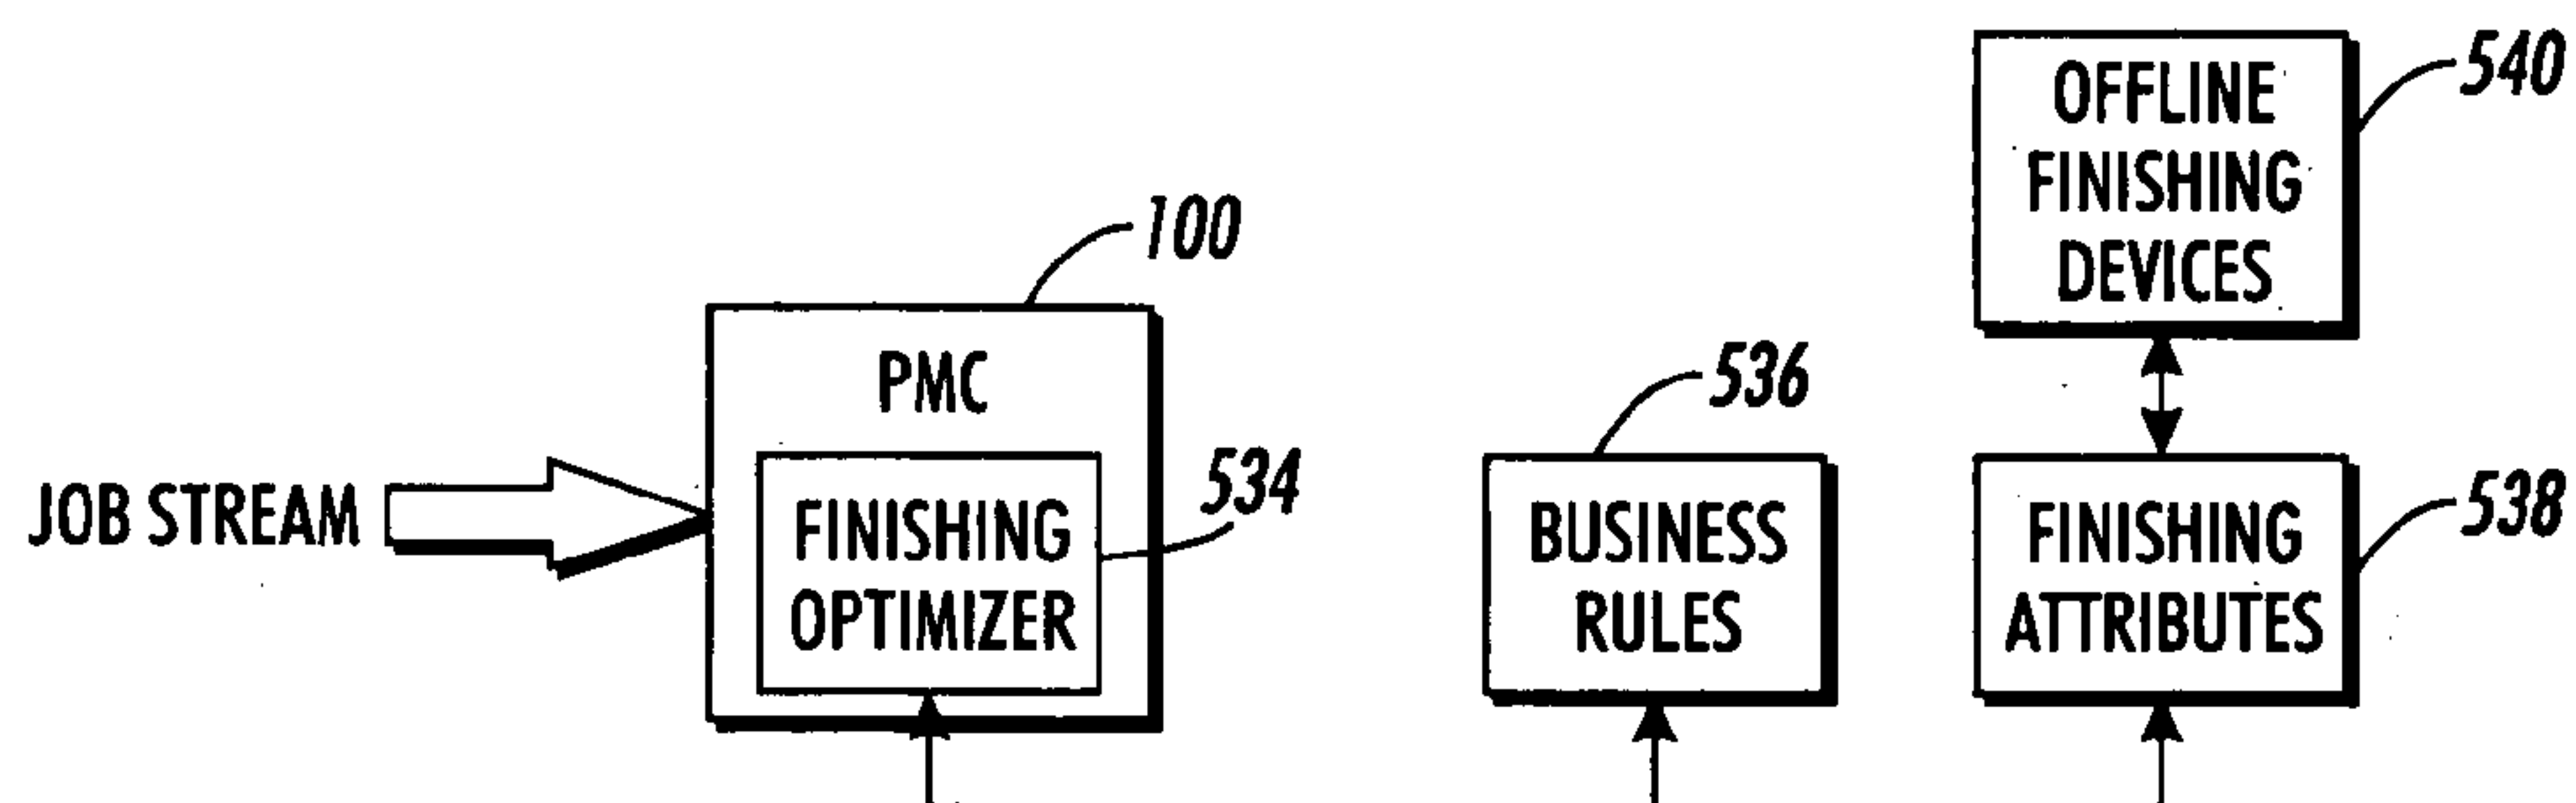 OFFLINE
FINISHING
DEVICES
540
100
PMC
536
BUSINESS
RULES
JOB STREAM
FINISHING
OPTIMIZER
534
FINISHING
ATTRIBUTES
538